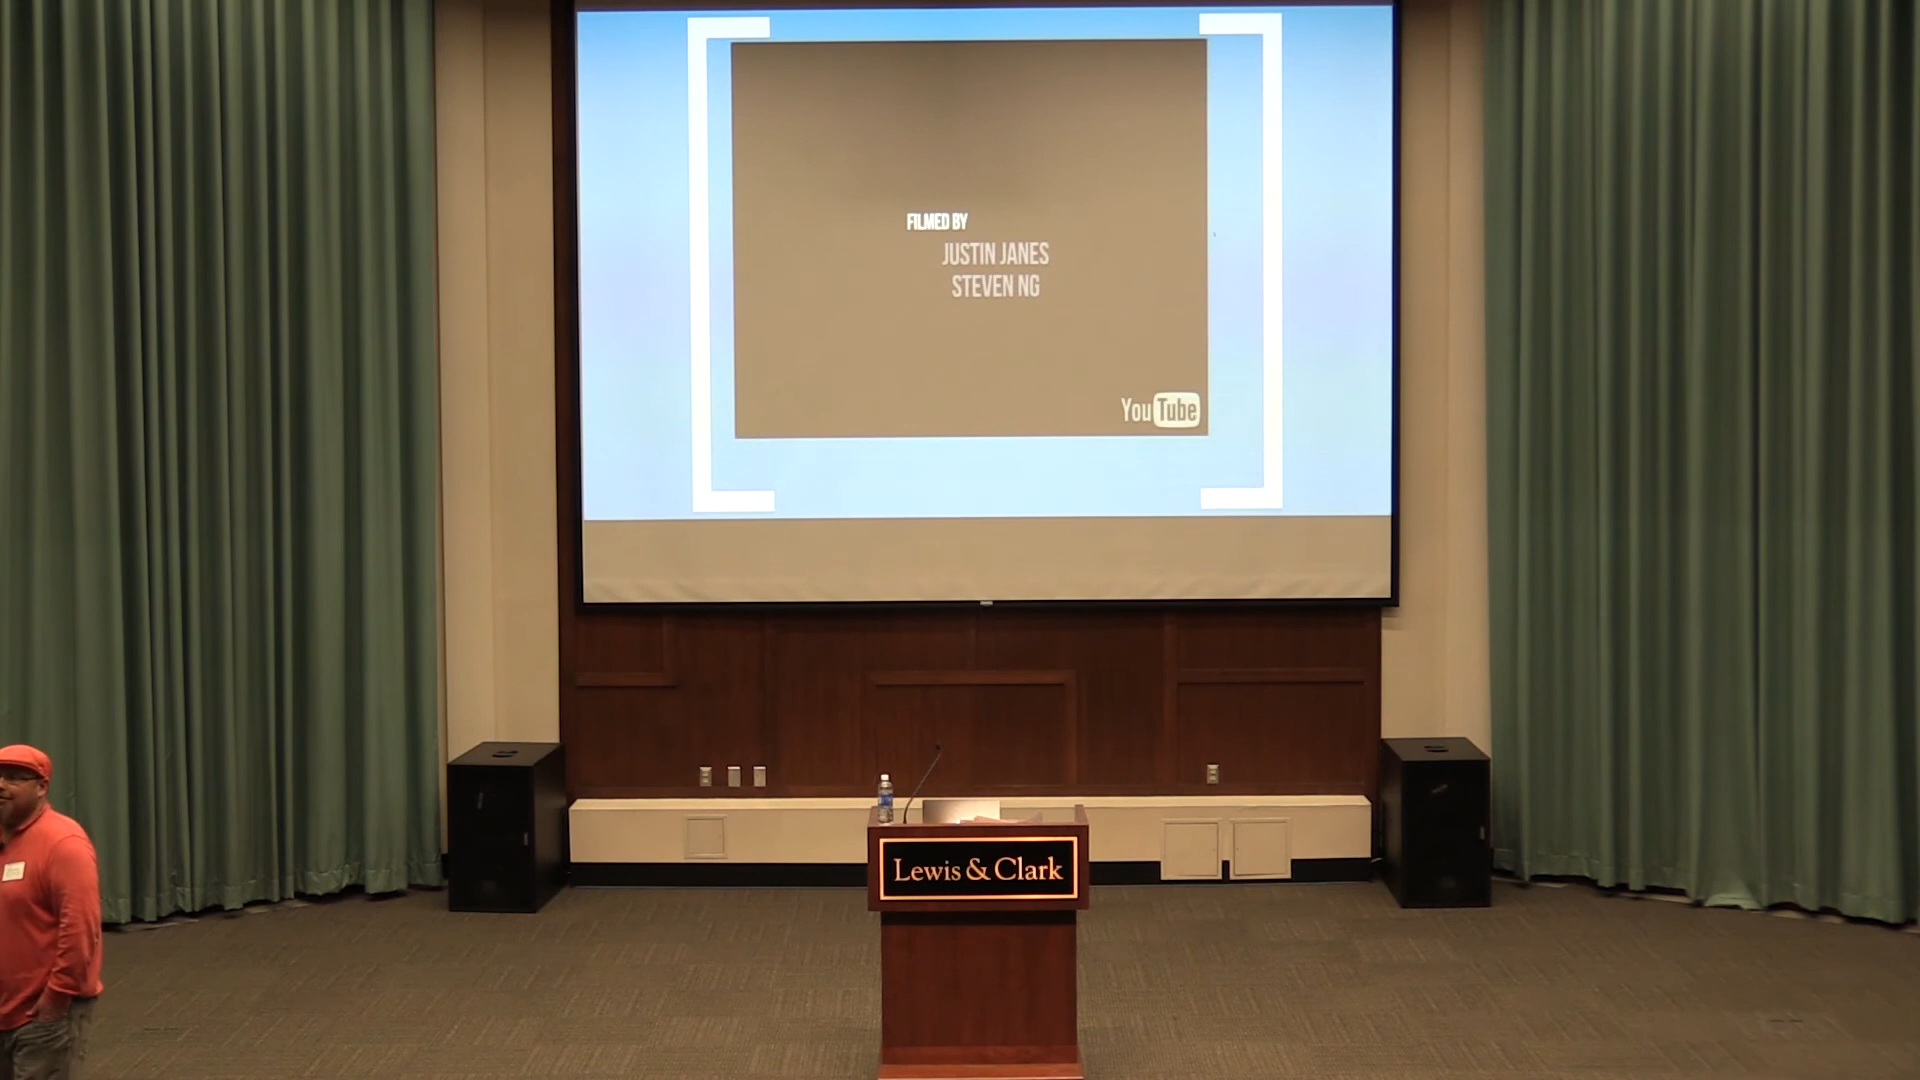 FILMED BY
JUSTIN JANES
STEVEN NG
YouTube
Lewis & Clark